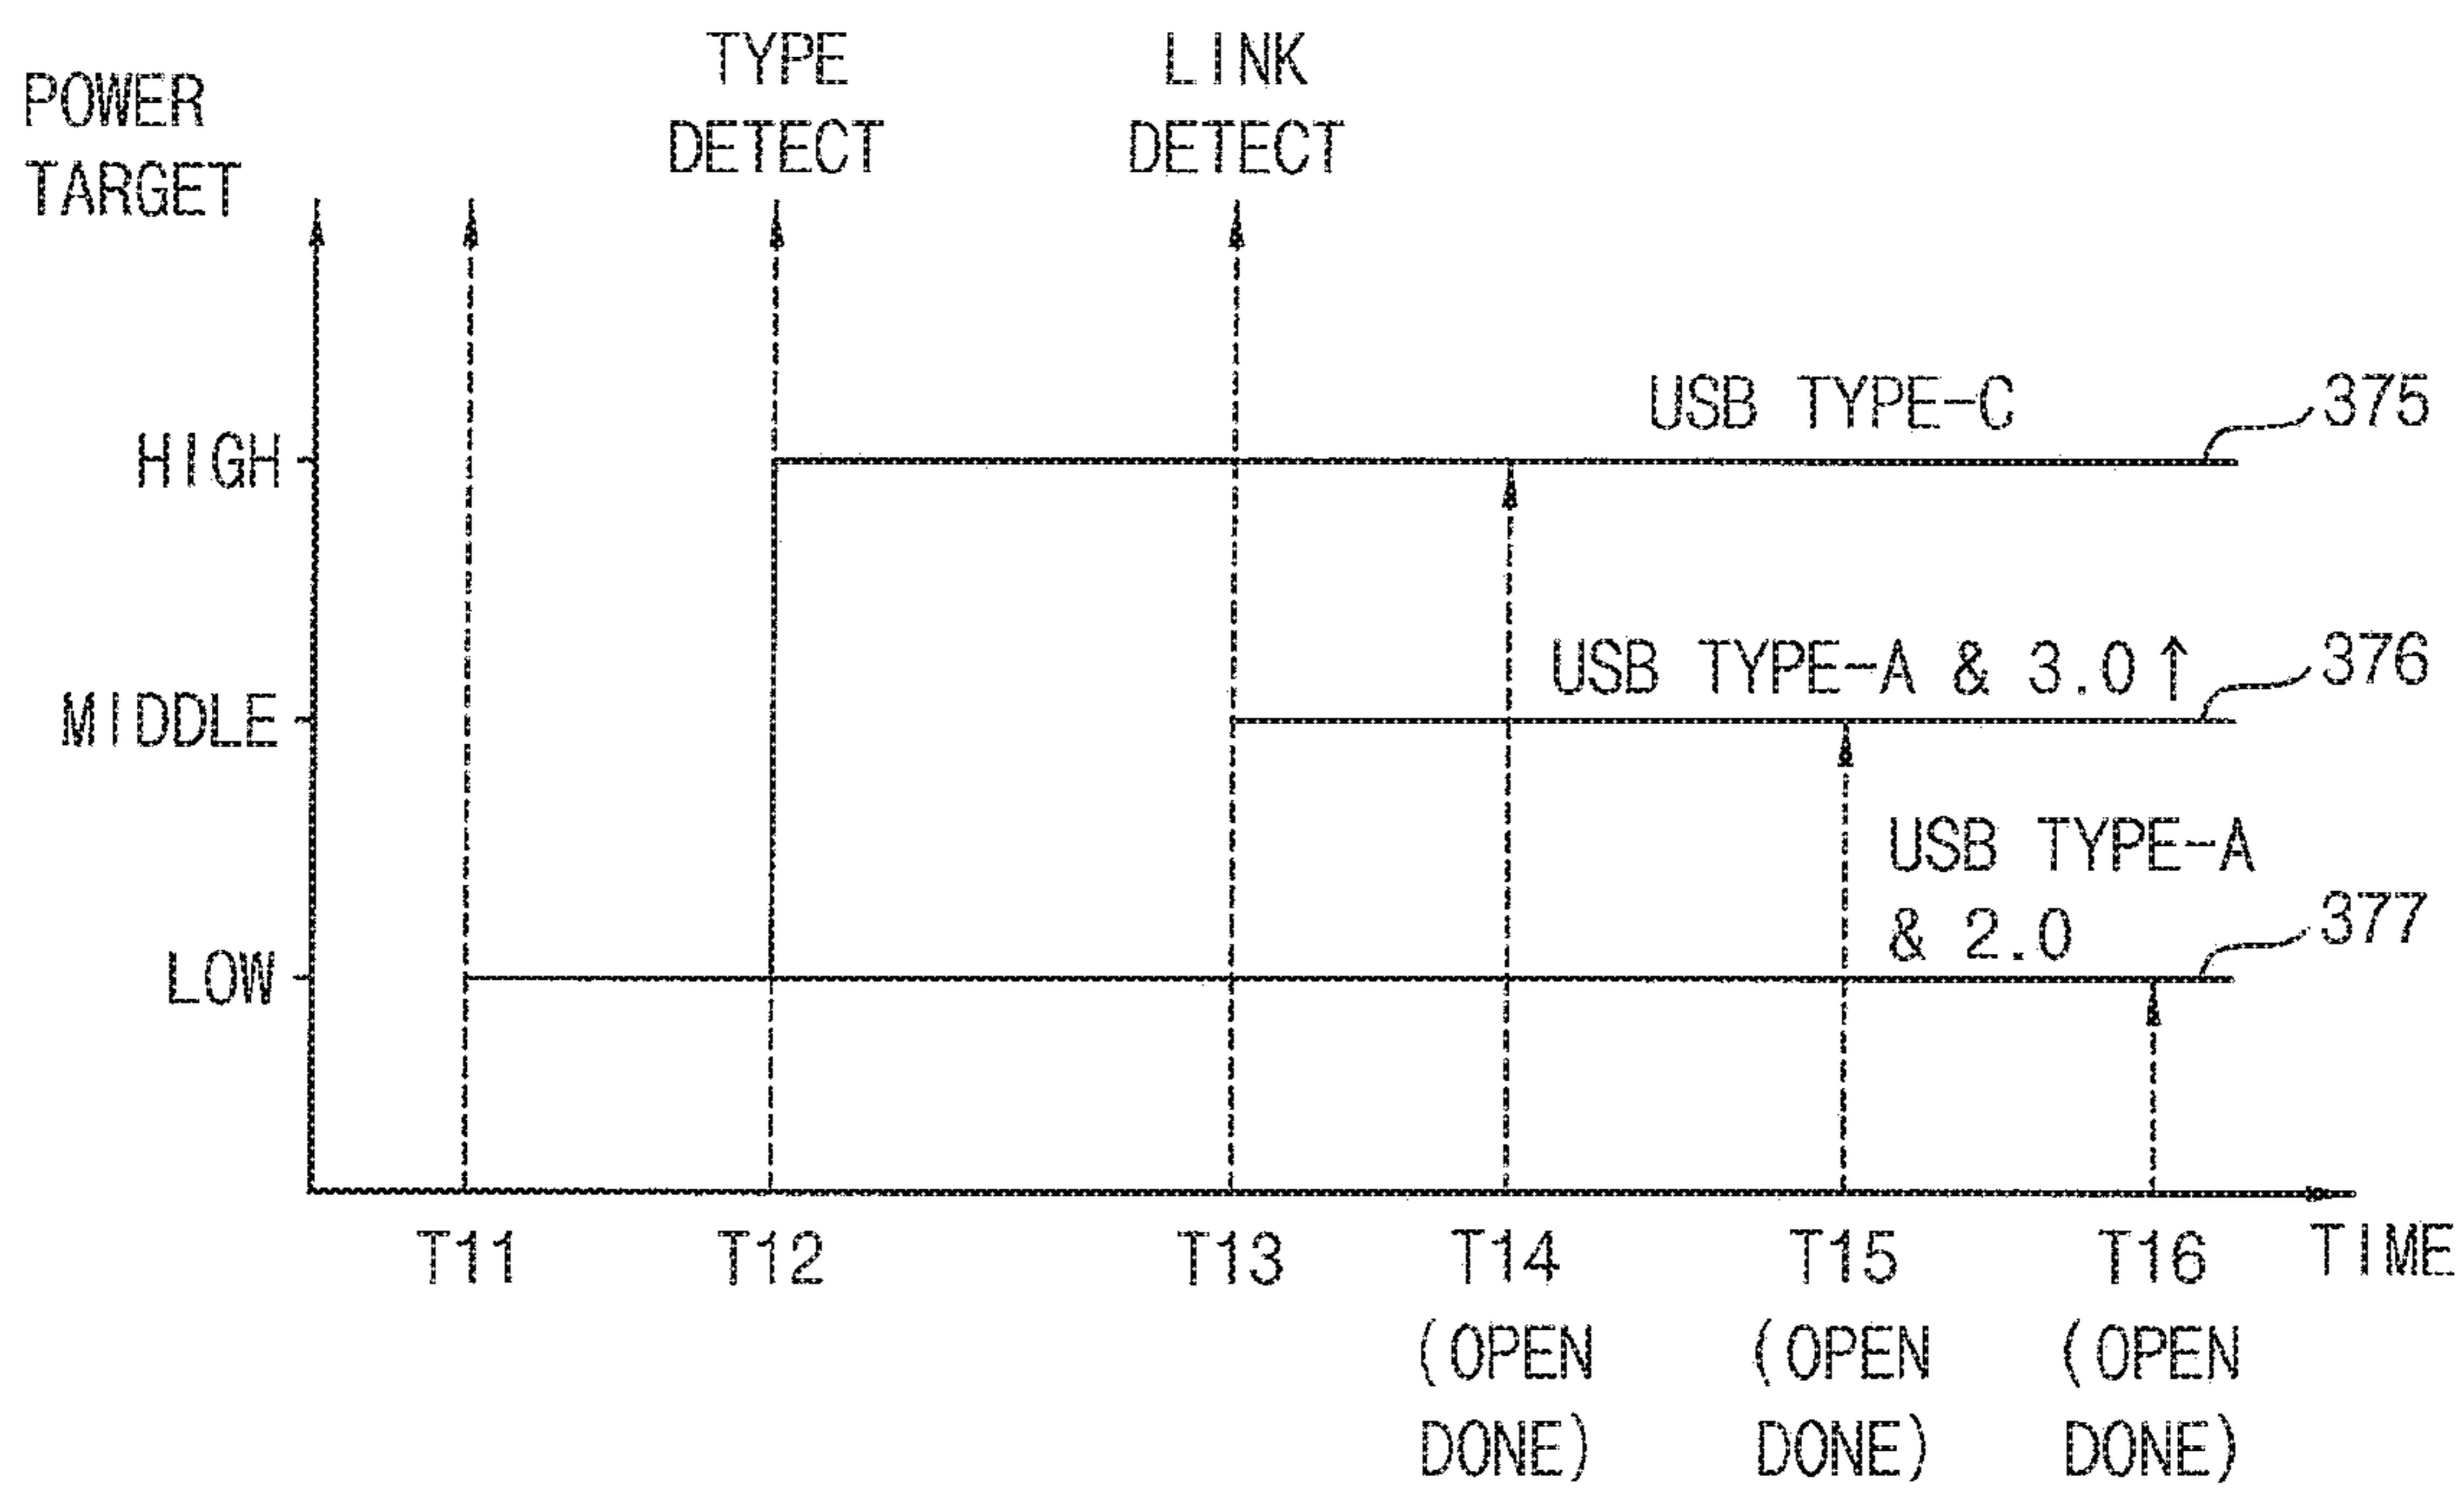 POWER
TARGET
TYPE
DETECT
LINK
DETECT
HIGH
USB TYPE-C
375
MIDDLE
USB TYPE-A & 3.0↑
376
LOW
USB TYPE-A
& 2.0
377
T11
T12
T13
T14
(OPEN
DONE)
T15
(OPEN
DONE)
T16
(OPEN
DONE)
TIME